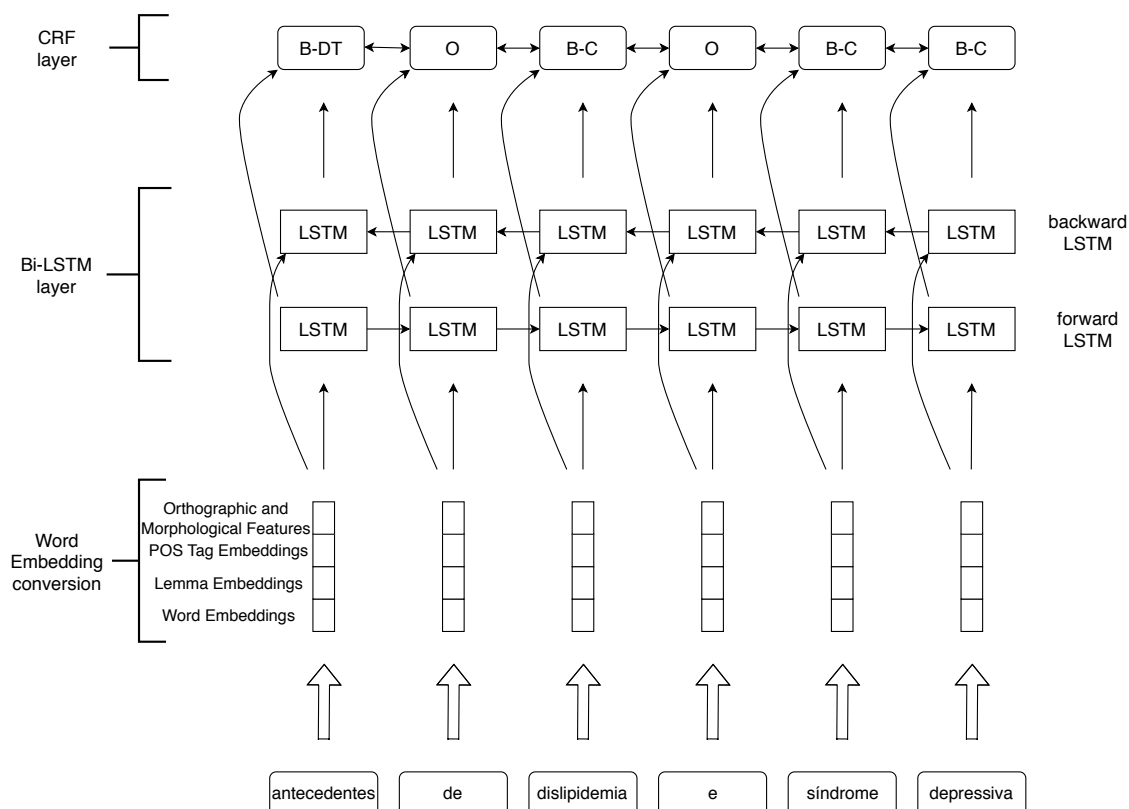 CRF
layer
B-DT O B-C O B-C B-C
LSTM LSTM LSTM LSTM LSTM LSTM
backward
LSTM
Bi-LSTM
layer
LSTM LSTM LSTM LSTM LSTM LSTM
forward
LSTM
Word
Embedding
conversion
Orthographic and
Morphological Features
POS Tag Embeddings
Lemma Embeddings
Word Embeddings
antecedentes de dislipidemia e síndrome depressiva